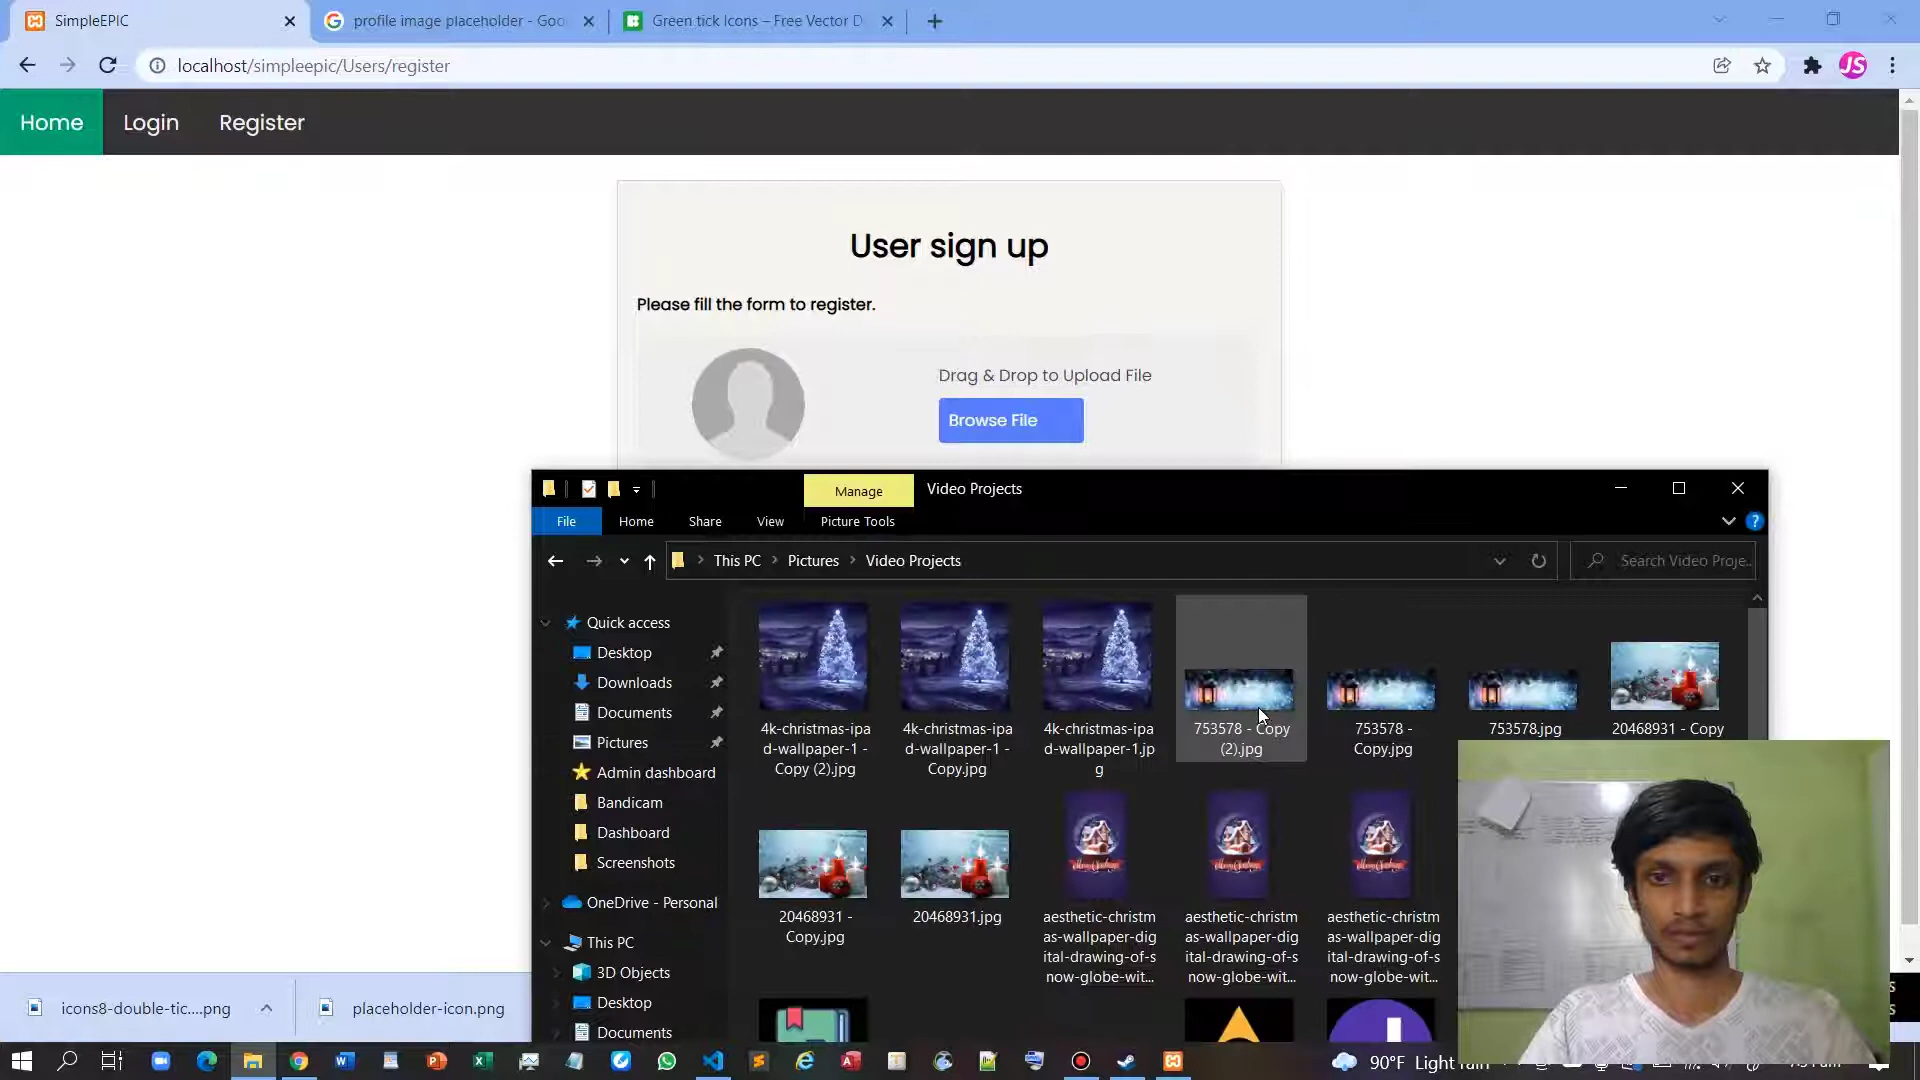 SimpleEPIC
profile image placeholder - Goo
Green tick Icons – Free Vector D
localhost/simpleepic/Users/register
JS
Home
Login
Register
User sign up
Please fill the form to register.
Drag & Drop to Upload File
Browse File
Manage
Video Projects
File
Home
Share
View
Picture Tools
This PC
Pictures
Video Projects
Search Video Proje...
Quick access
Desktop
Downloads
Documents
Pictures
Admin dashboard
Bandicam
Dashboard
Screenshots
OneDrive - Personal
This PC
3D Objects
Desktop
Documents
4k-christmas-ipa
d-wallpaper-1 -
Copy (2).jpg
4k-christmas-ipa
d-wallpaper-1 -
Copy.jpg
4k-christmas-ipa
d-wallpaper-1.jp
g
753578 - Copy
(2).jpg
753578 -
Copy.jpg
753578.jpg
20468931 - Copy
20468931 -
Copy.jpg
20468931.jpg
aesthetic-christm
as-wallpaper-dig
ital-drawing-of-s
now-globe-wit...
aesthetic-christm
as-wallpaper-dig
ital-drawing-of-s
now-globe-wit...
aesthetic-christm
as-wallpaper-dig
ital-drawing-of-s
now-globe-wit...
icons8-double-tic....png
placeholder-icon.png
90°F Light rain